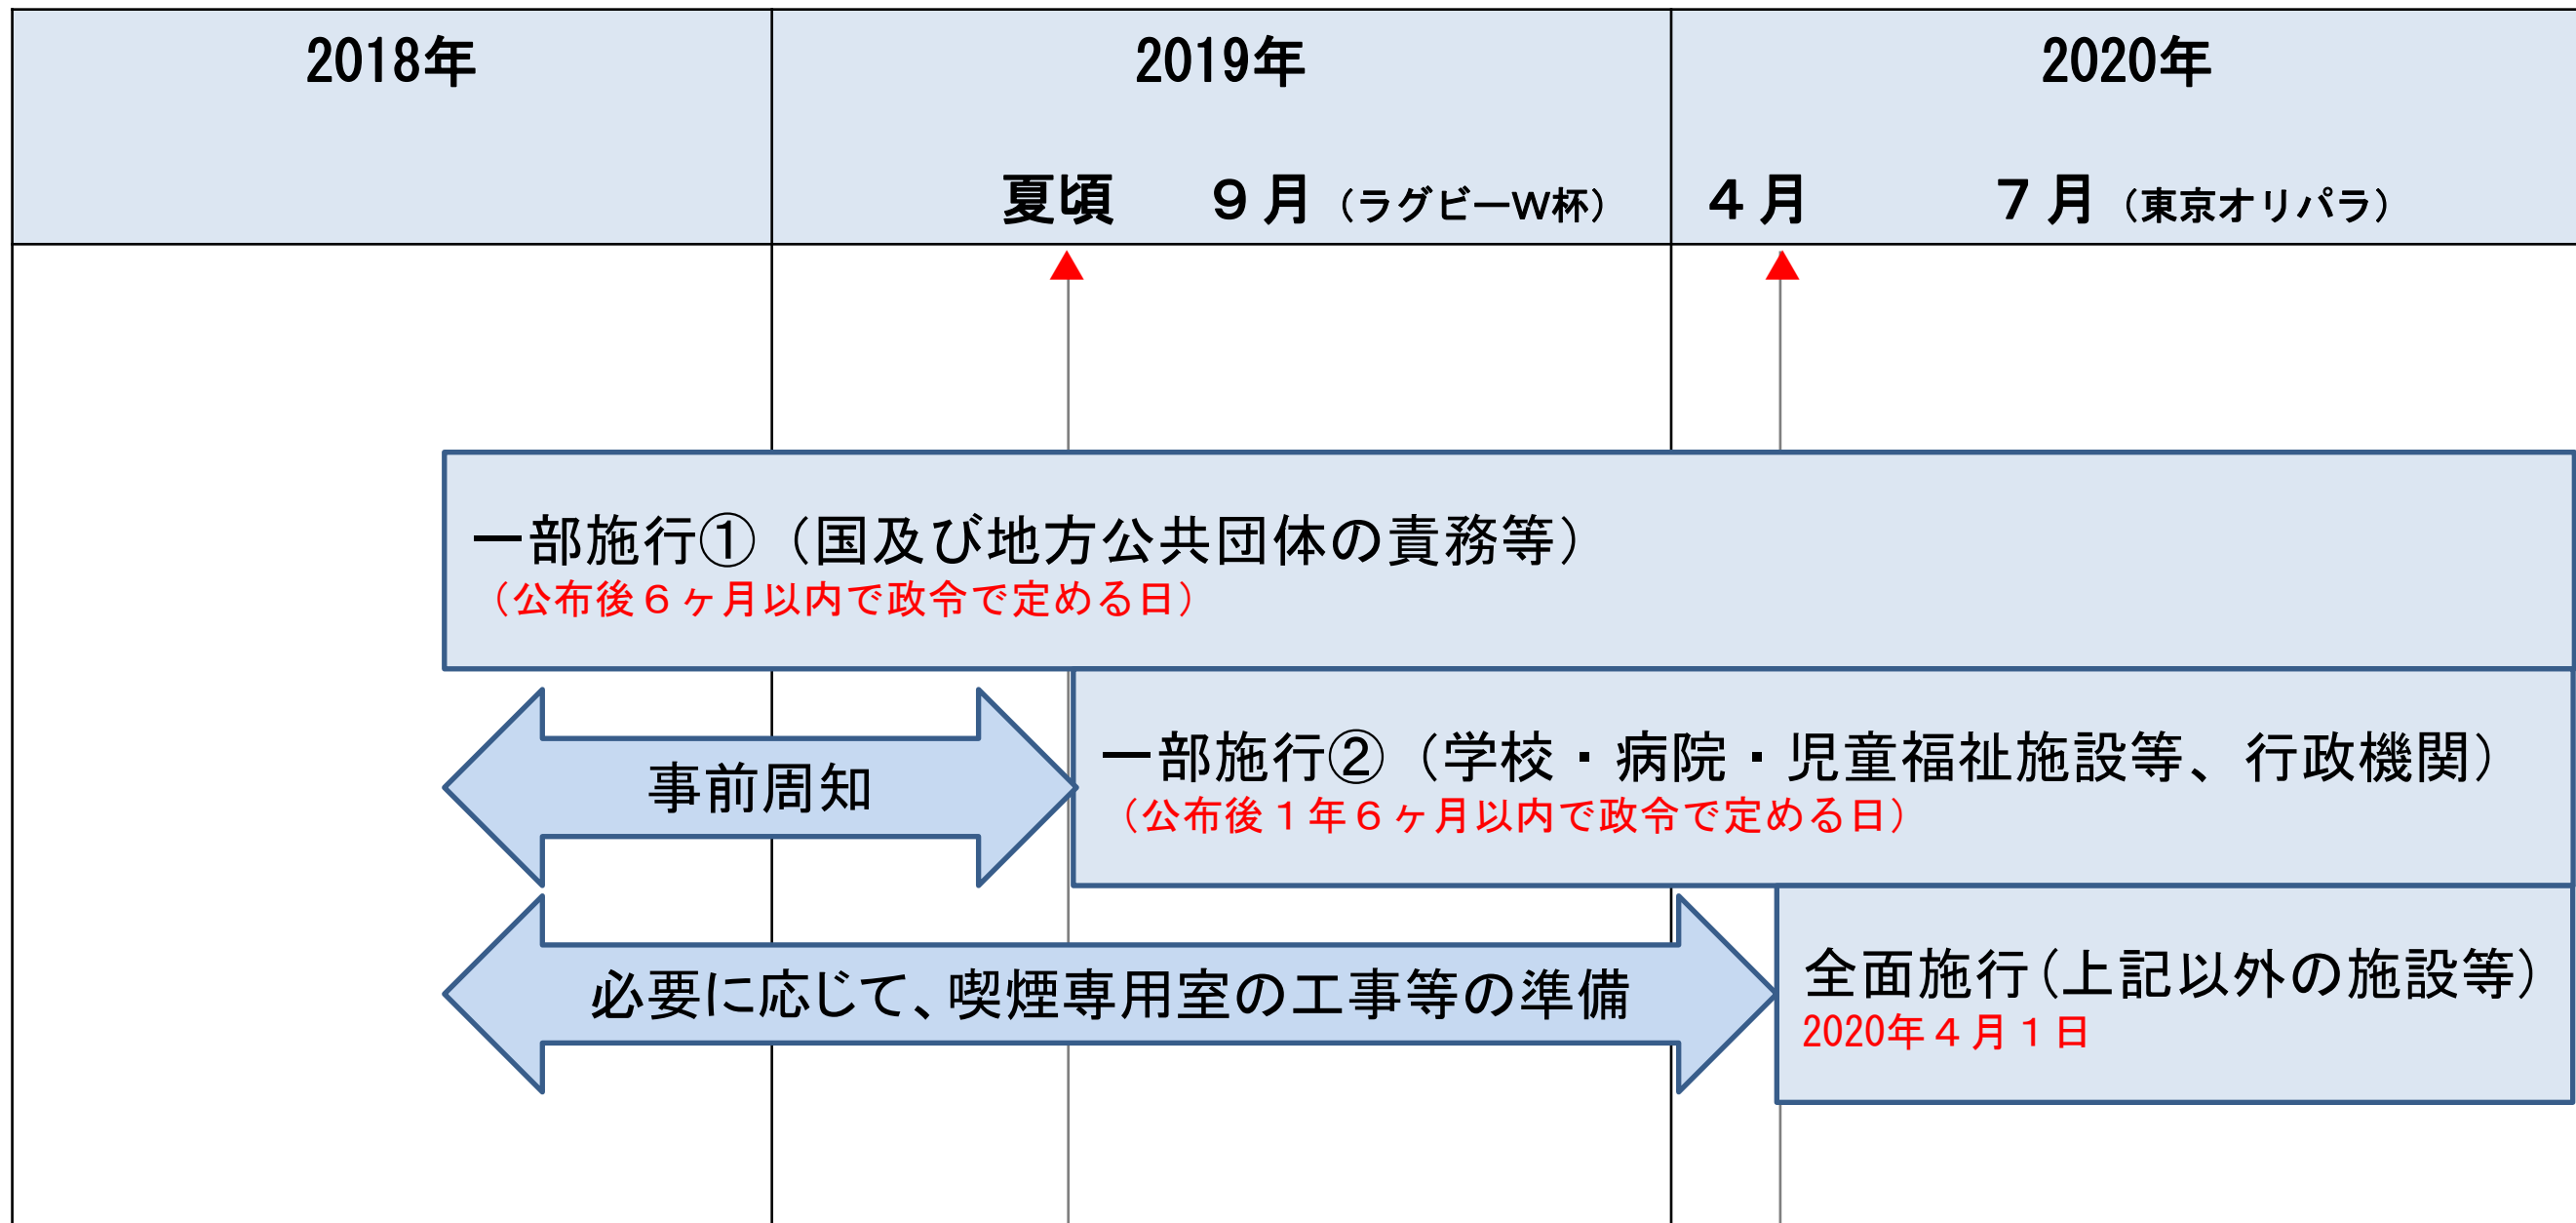 2018年
2019年
2020年
夏頃 ９月（ラグビーW杯） ４月 ７月（東京オリパラ）
一部施行①（国及び地方公共団体の責務等）
（公布後６ヶ月以内で政令で定める日）
事前周知
一部施行②（学校・病院・児童福祉施設等、行政機関）
（公布後１年６ヶ月以内で政令で定める日）
必要に応じて、喫煙専用室の工事等の準備
全面施行（上記以外の施設等）
2020年４月１日